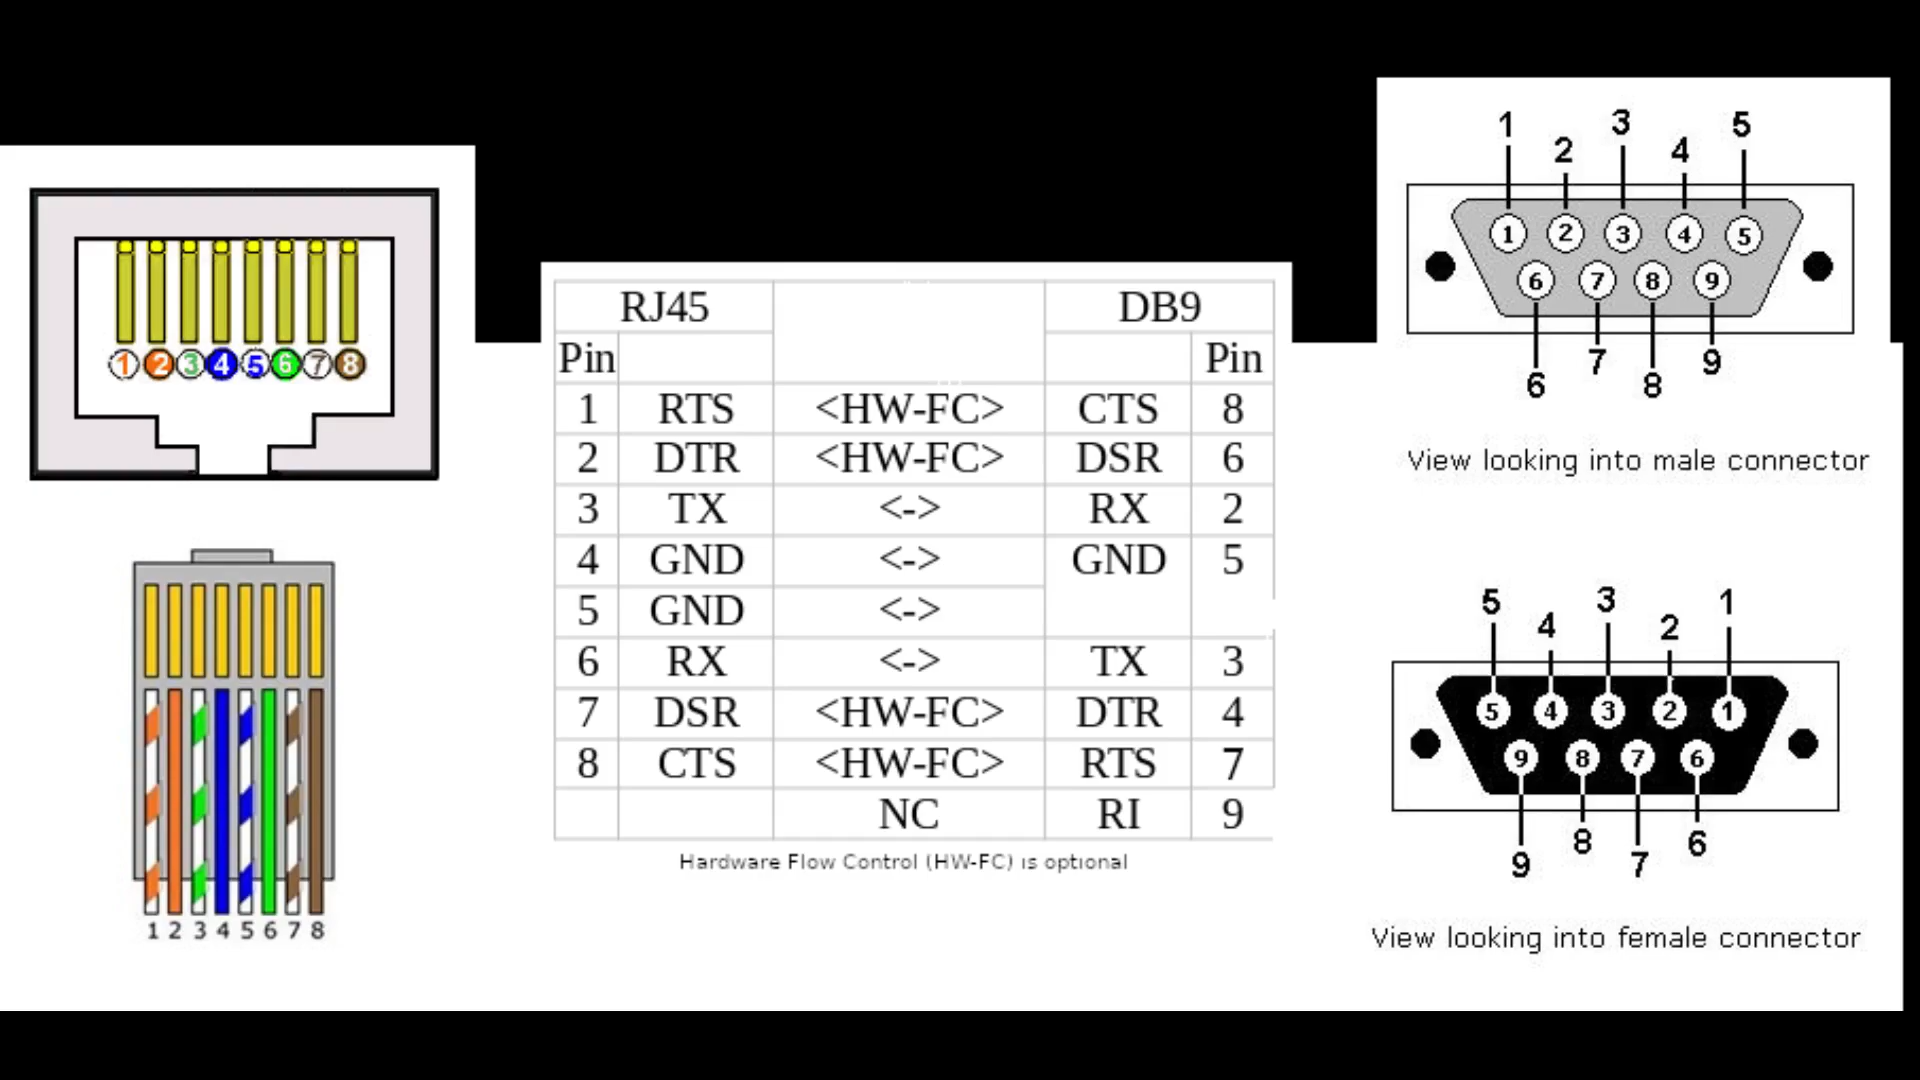 1 2 3 4 5 6 7 8
1 2 3 4 5 6 7 8
RJ45 DB9
Pin Pin
1 RTS <HW-FC> CTS 8
2 DTR <HW-FC> DSR 6
3 TX <-> RX 2
4 GND <-> GND 5
5 GND <->
6 RX <-> TX 3
7 DSR <HW-FC> DTR 4
8 CTS <HW-FC> RTS 7
NC RI 9
Hardware Flow Control (HW-FC) is optional
1 2 3 4 5
1 2 3 4 5
6 7 8 9
6 7 8 9
View looking into male connector
5 4 3 2 1
5 4 3 2 1
9 8 7 6
9 8 7 6
View looking into female connector